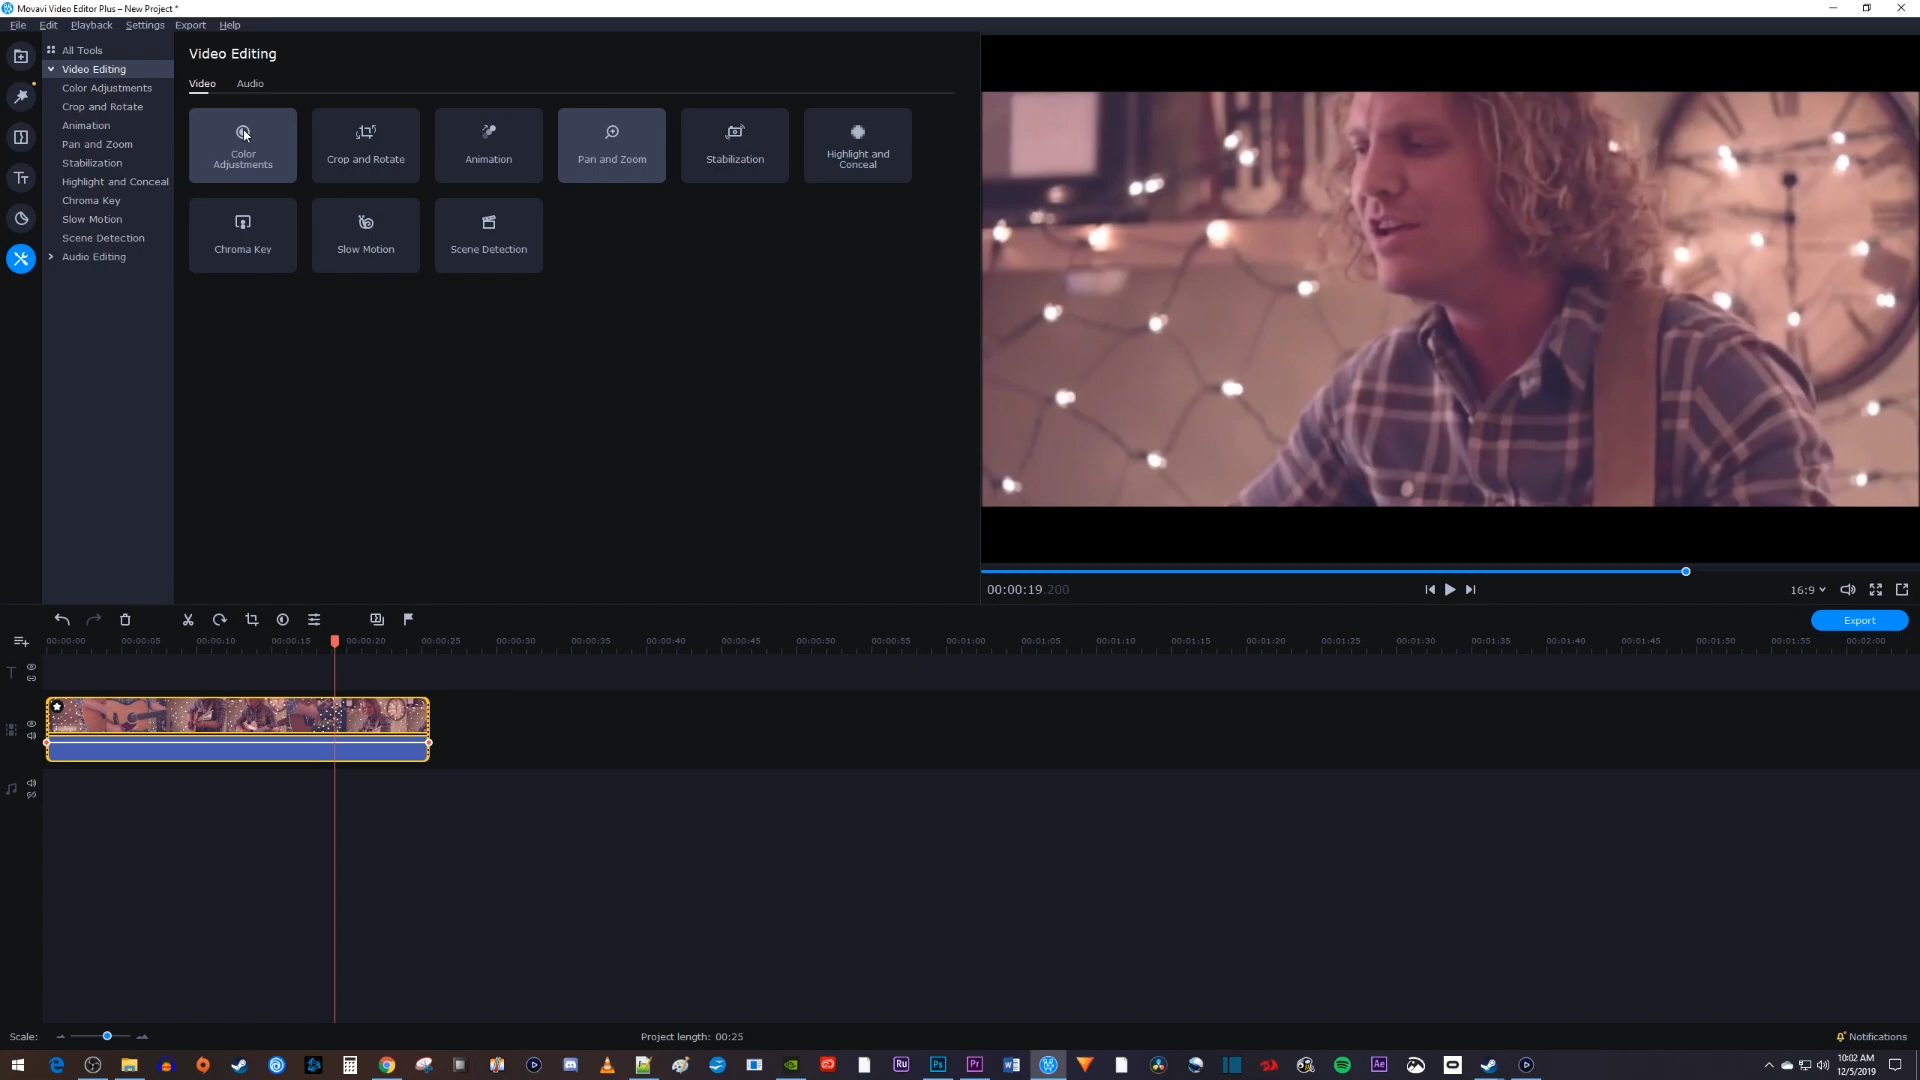 Movavi Video Editor Plus – New Project *
File Edit Playback Settings Export Help
All Tools
Video Editing
Color Adjustments
Crop and Rotate
Animation
Pan and Zoom
Stabilization
Highlight and Conceal
Chroma Key
Slow Motion
Scene Detection
Audio Editing
Video Editing
Video Audio
Color
Adjustments
Crop and Rotate
Animation
Pan and Zoom
Stabilization
Highlight and
Conceal
Chroma Key
Slow Motion
Scene Detection
00:00:19.200
16:9
Export
00:00:00 00:00:05 00:00:10 00:00:15 00:00:20 00:00:25 00:00:30 00:00:35 00:00:40 00:00:45 00:00:50 00:00:55 00:01:00 00:01:05 00:01:10 00:01:15 00:01:20 00:01:25 00:01:30 00:01:35 00:01:40 00:01:45 00:01:50 00:01:55 00:02:00
Scale:
Project length: 00:25
Notifications
Ru Ps Pr Ae
10:02 AM
12/5/2019